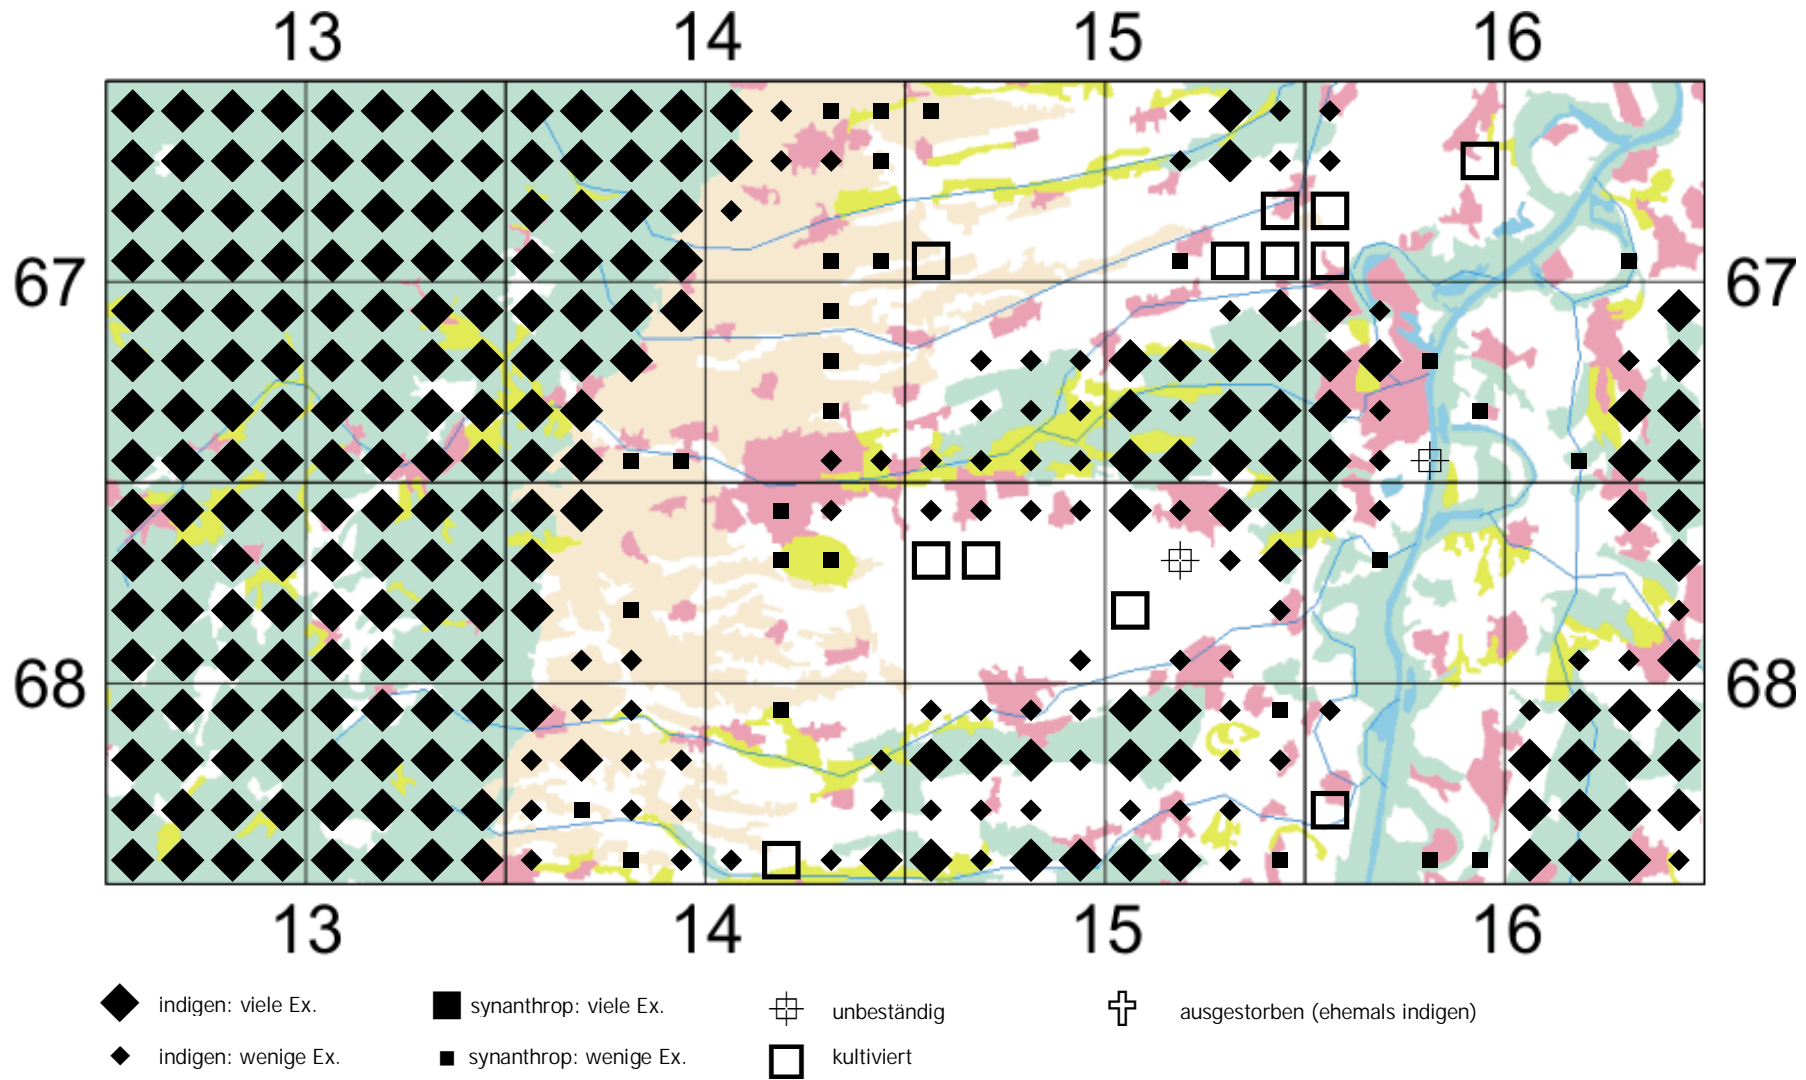 13 14 15 16
67 67
68 68
13 14 15 16
indigen: viele Ex. synanthrop: viele Ex. unbeständig ausgestorben (ehemals indigen)
indigen: wenige Ex. synanthrop: wenige Ex. kultiviert